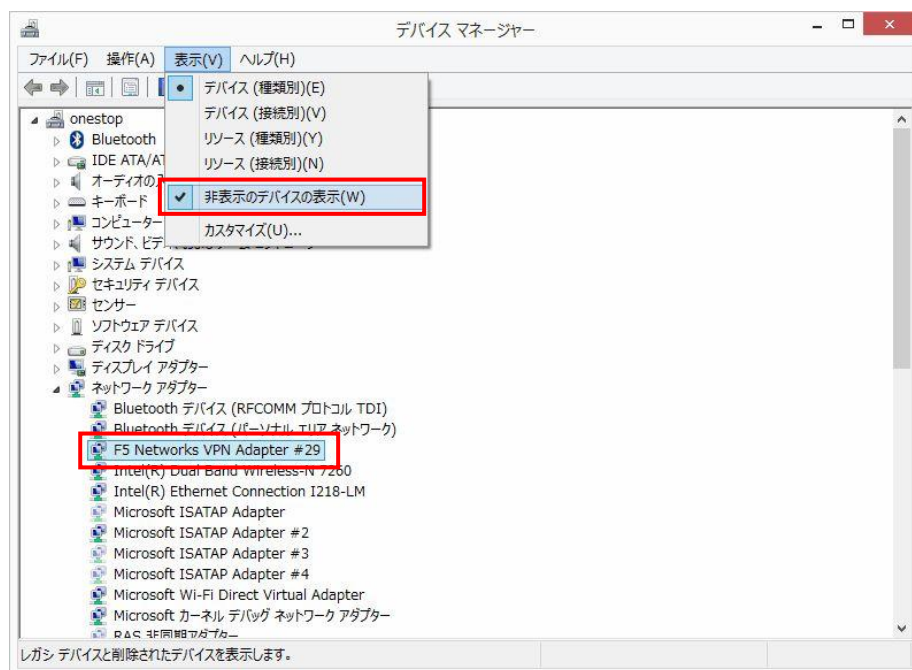 デバイス マネージャー
ファイル(F) 操作(A) 表示(V) ヘルプ(H)
デバイス (種類別)(E)
デバイス (接続別)(V)
リソース (種類別)(Y)
リソース (接続別)(N)
非表示のデバイスの表示(W)
カスタマイズ(U)...
onestop
Bluetooth
IDE ATA/AT
オーディオの入
キーボード
コンピューター
サウンド、ビデ
システム デバイス
セキュリティ デバイス
センサー
ソフトウェア デバイス
ディスク ドライブ
ディスプレイ アダプター
ネットワーク アダプター
Bluetooth デバイス (RFCOMM プロトコル TDI)
Bluetooth デバイス (パーソナル エリア ネットワーク)
F5 Networks VPN Adapter #29
Intel(R) Dual Band Wireless-N 7260
Intel(R) Ethernet Connection I218-LM
Microsoft ISATAP Adapter
Microsoft ISATAP Adapter #2
Microsoft ISATAP Adapter #3
Microsoft ISATAP Adapter #4
Microsoft Wi-Fi Direct Virtual Adapter
Microsoft カーネル デバッグ ネットワーク アダプター
RAS 非同期アダプター
レガシ デバイスと削除されたデバイスを表示します。